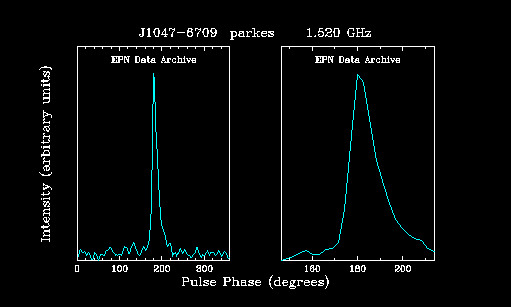 J1047-6709 parkes 1.520 GHz
EPN Data Archive EPN Data Archive
Intensity (arbitrary units)
0 100 200 300 160 180 200
Pulse Phase (degrees)